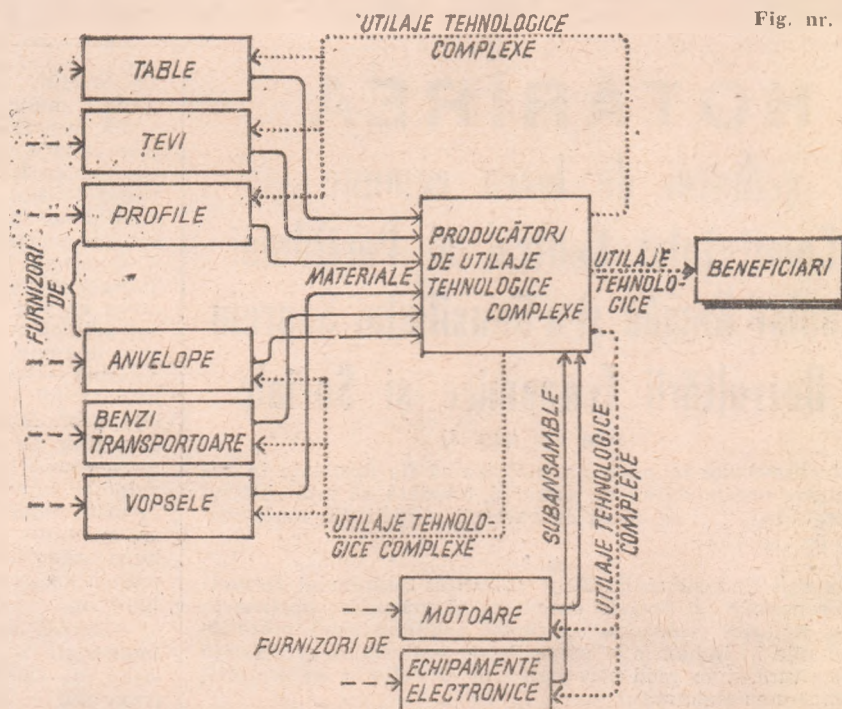 Fig. nr.
UTILAJE TEHNOLOGICE
COMPLEXE
TABLE
TEVI
PROFILE
FURNIZORI
DE
ANVELOPE
BENZI
TRANSPORTOARE
VOPSELE
MATERIALE
PRODUCĂTORI
DE UTILAJE
TEHNOLOGICE
COMPLEXE
UTILAJE
TEHNOLO-
GICE
BENEFICIARI
UTILAJE TEHNOLO-
GICE COMPLEXE
SUBANSAMBLE
UTILAJE TEHNOLOGICE
COMPLEXE
FURNIZORI DE
MOTOARE
ECHIPAMENTE
ELECTRONICE